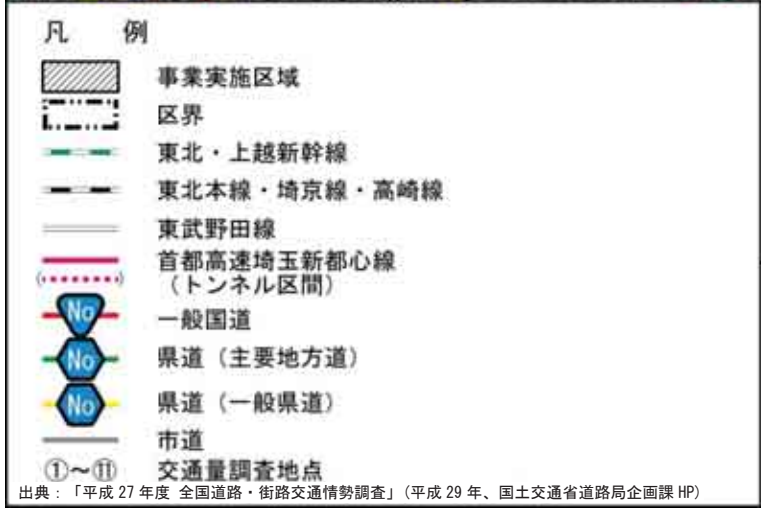 凡 例
事業実施区域
区界
東北・上越新幹線
東北本線・埼京線・高崎線
東武野田線
首都高速埼玉新都心線
（トンネル区間）
No 一般国道
No 県道（主要地方道）
No 県道（一般県道）
市道
①～⑪ 交通量調査地点
出典：「平成 27 年度 全国道路・街路交通情勢調査」（平成 29 年、国土交通省道路局企画課 HP）